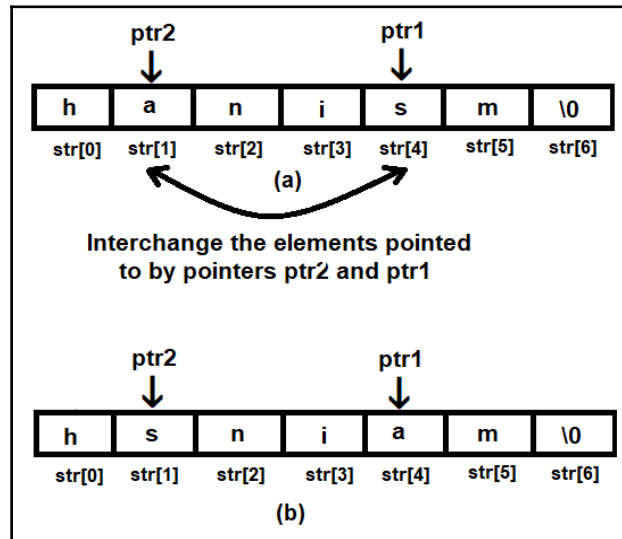 ptr2 ptr1
h a n i s m \0
str[0] str[1] str[2] str[3] str[4] str[5] str[6]
(a)
Interchange the elements pointed
to by pointers ptr2 and ptr1
ptr2 ptr1
h s n i a m \0
str[0] str[1] str[2] str[3] str[4] str[5] str[6]
(b)